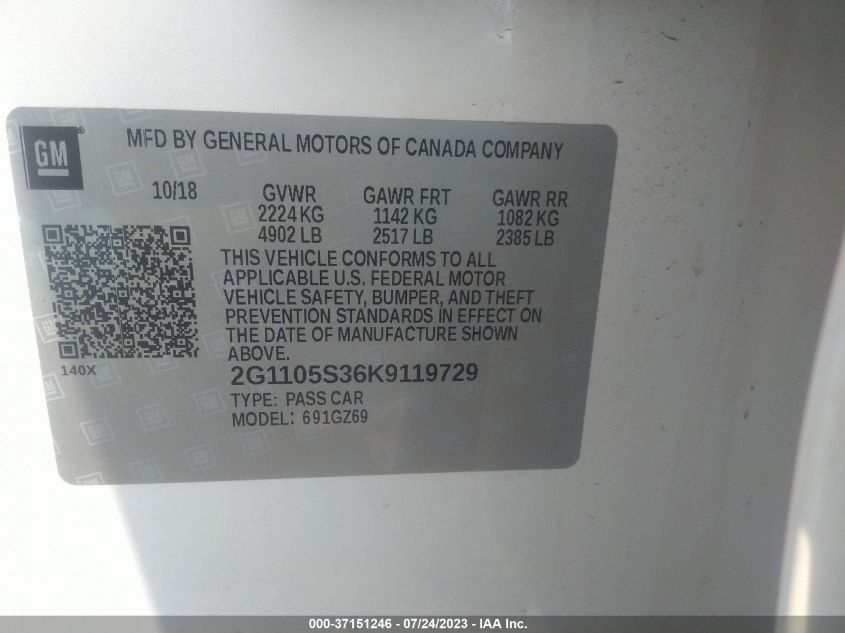 GM
MFD BY GENERAL MOTORS OF CANADA COMPANY
10/18 GVWR GAWR FRT GAWR RR
2224 KG 1142 KG 1082 KG
4902 LB 2517 LB 2385 LB
THIS VEHICLE CONFORMS TO ALL
APPLICABLE U.S. FEDERAL MOTOR
VEHICLE SAFETY, BUMPER, AND THEFT
PREVENTION STANDARDS IN EFFECT ON
THE DATE OF MANUFACTURE SHOWN
ABOVE.
140X
2G1105S36K9119729
TYPE: PASS CAR
MODEL: 691GZ69
000-37151246 - 07/24/2023 - IAA Inc.